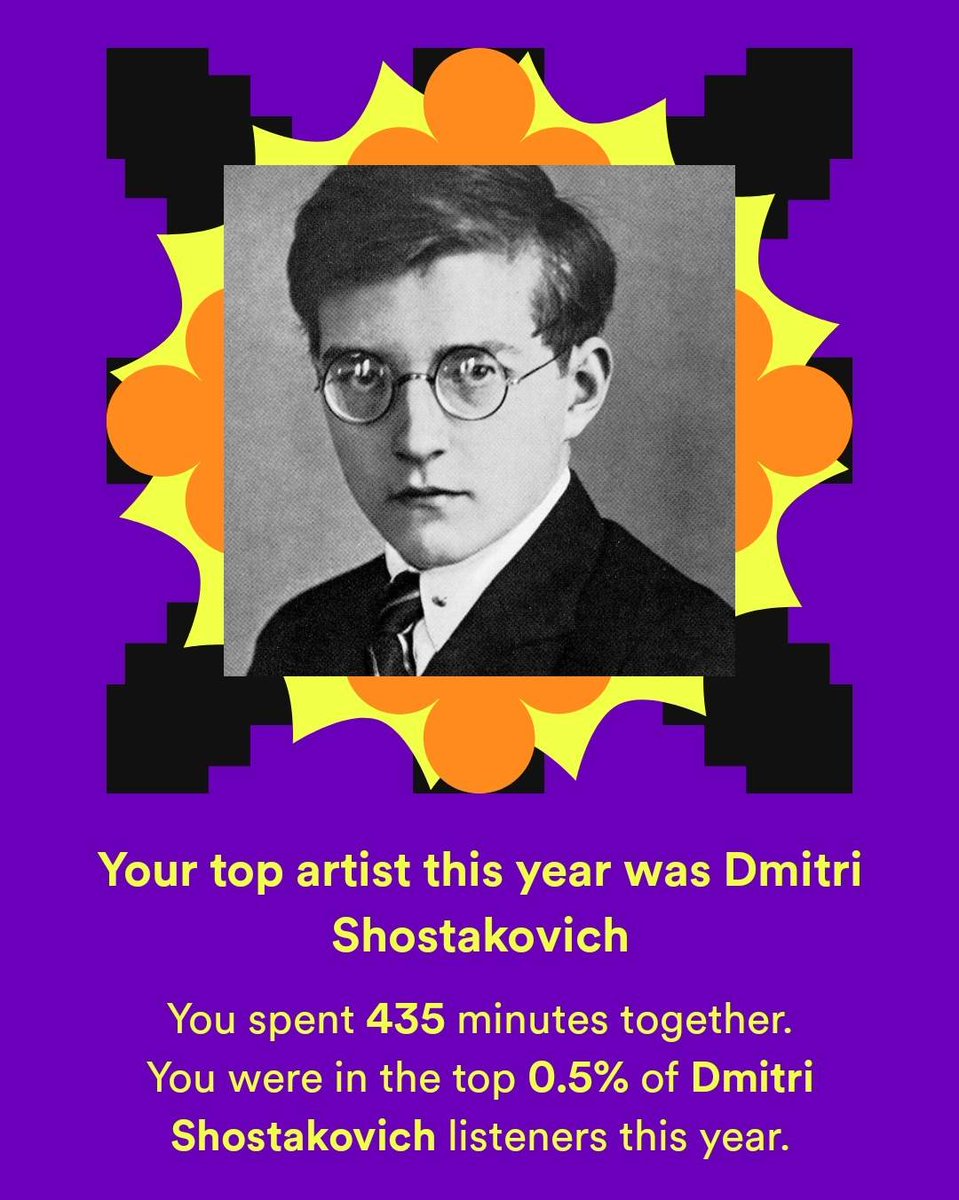 Your top artist this year was Dmitri
Shostakovich
You spent 435 minutes together.
You were in the top 0.5% of Dmitri
Shostakovich listeners this year.